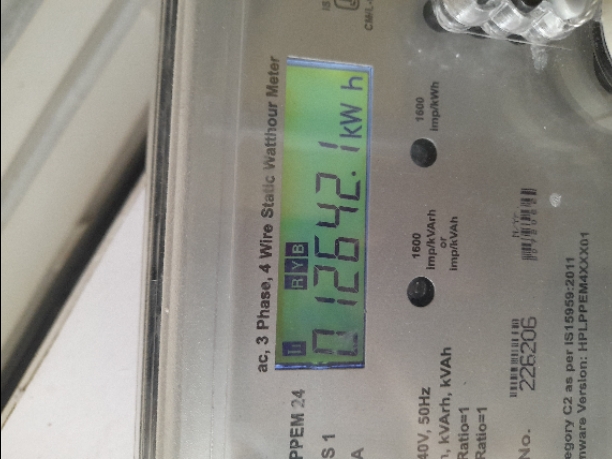 IS
CM/L-
ac, 3 Phase, 4 Wire Static Watthour Meter
R Y B
012642.1 kWh
PPEM 24
S 1
A
1600
imp/kVArh
or
imp/kVAh
1600
imp/kWh
40V, 50Hz
, kVArh, kVAh
Ratio=1
Ratio=1
No. 226206
egory C2 as per IS15959:2011
mware Version: HPLPPEM4XXX01